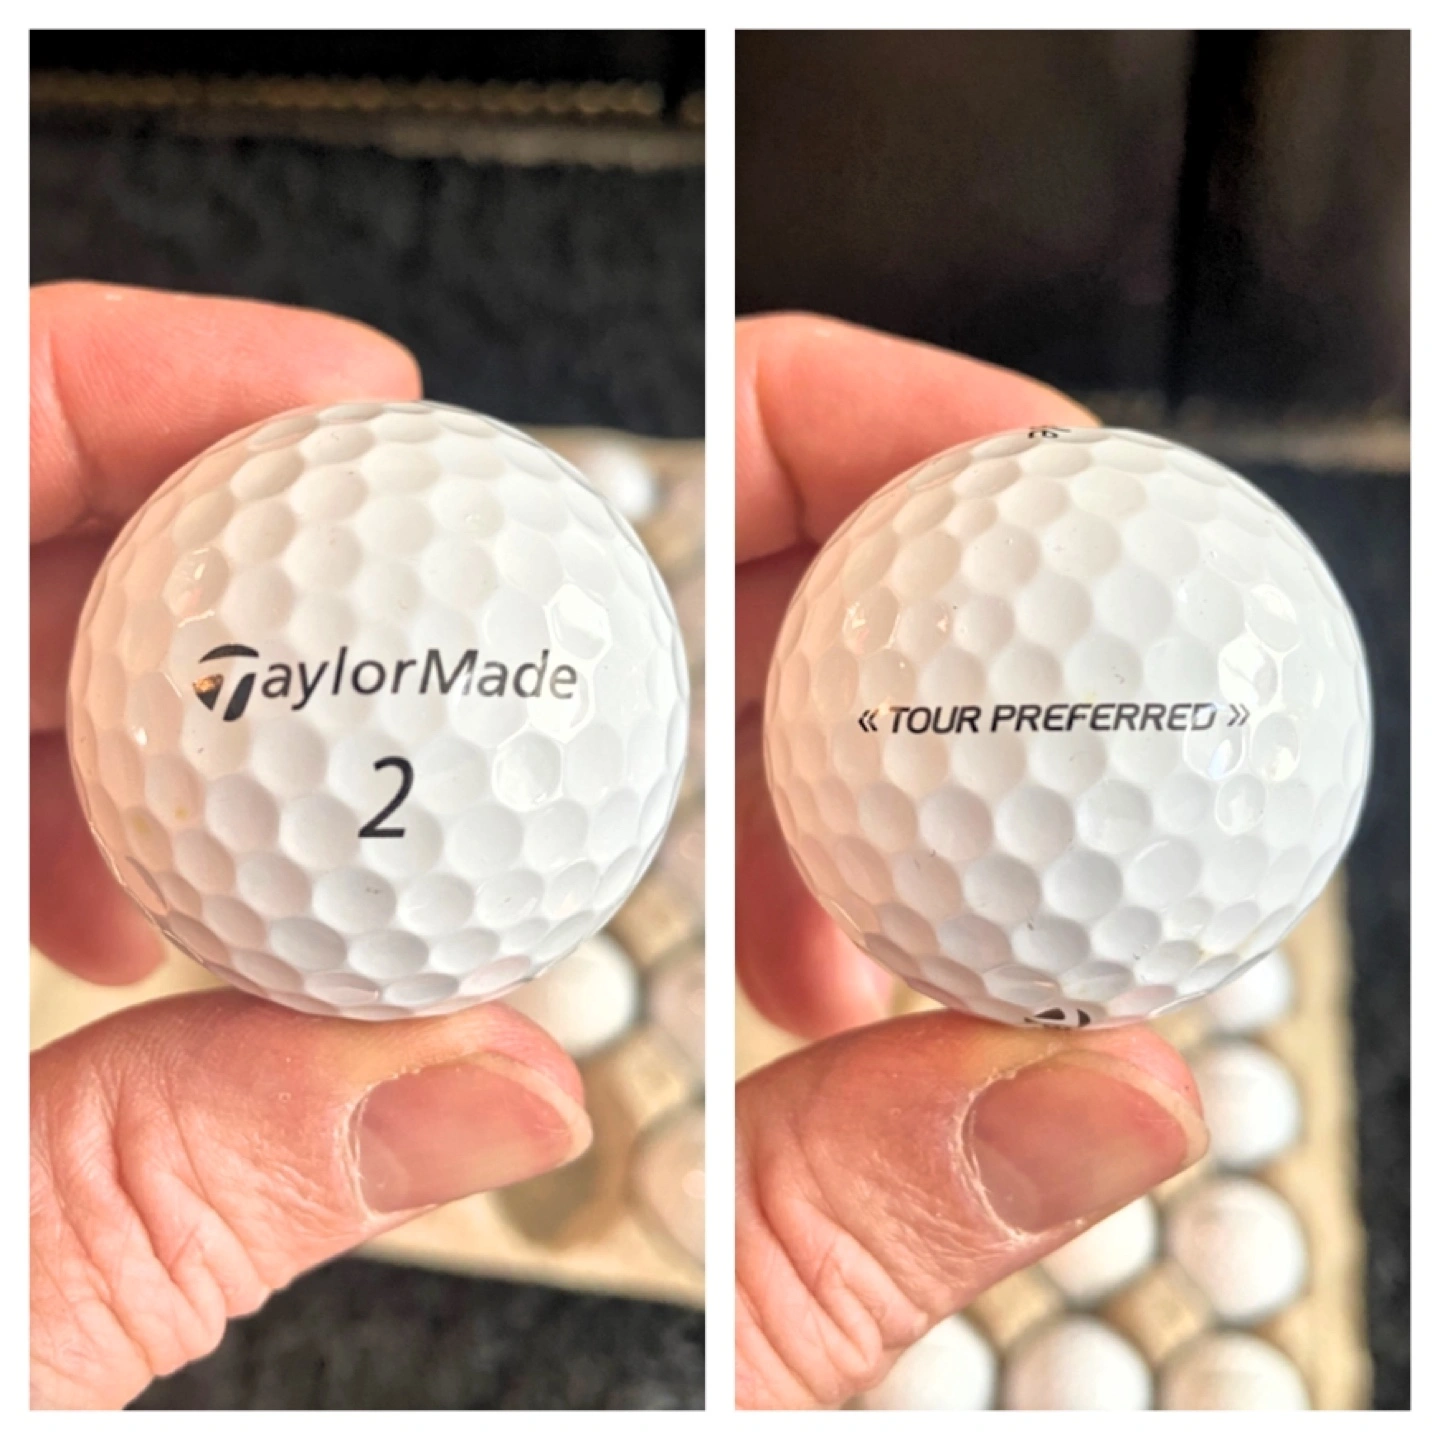 TaylorMade
2
« TOUR PREFERRED »